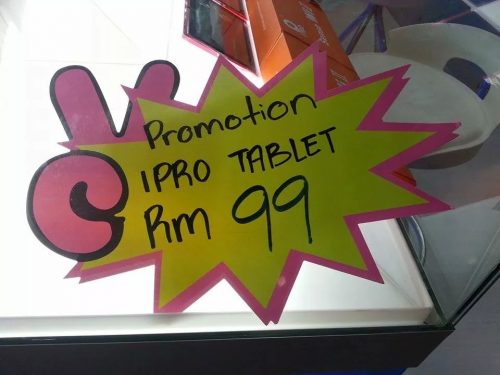 Promotion
IPRO TABLET
RM 99